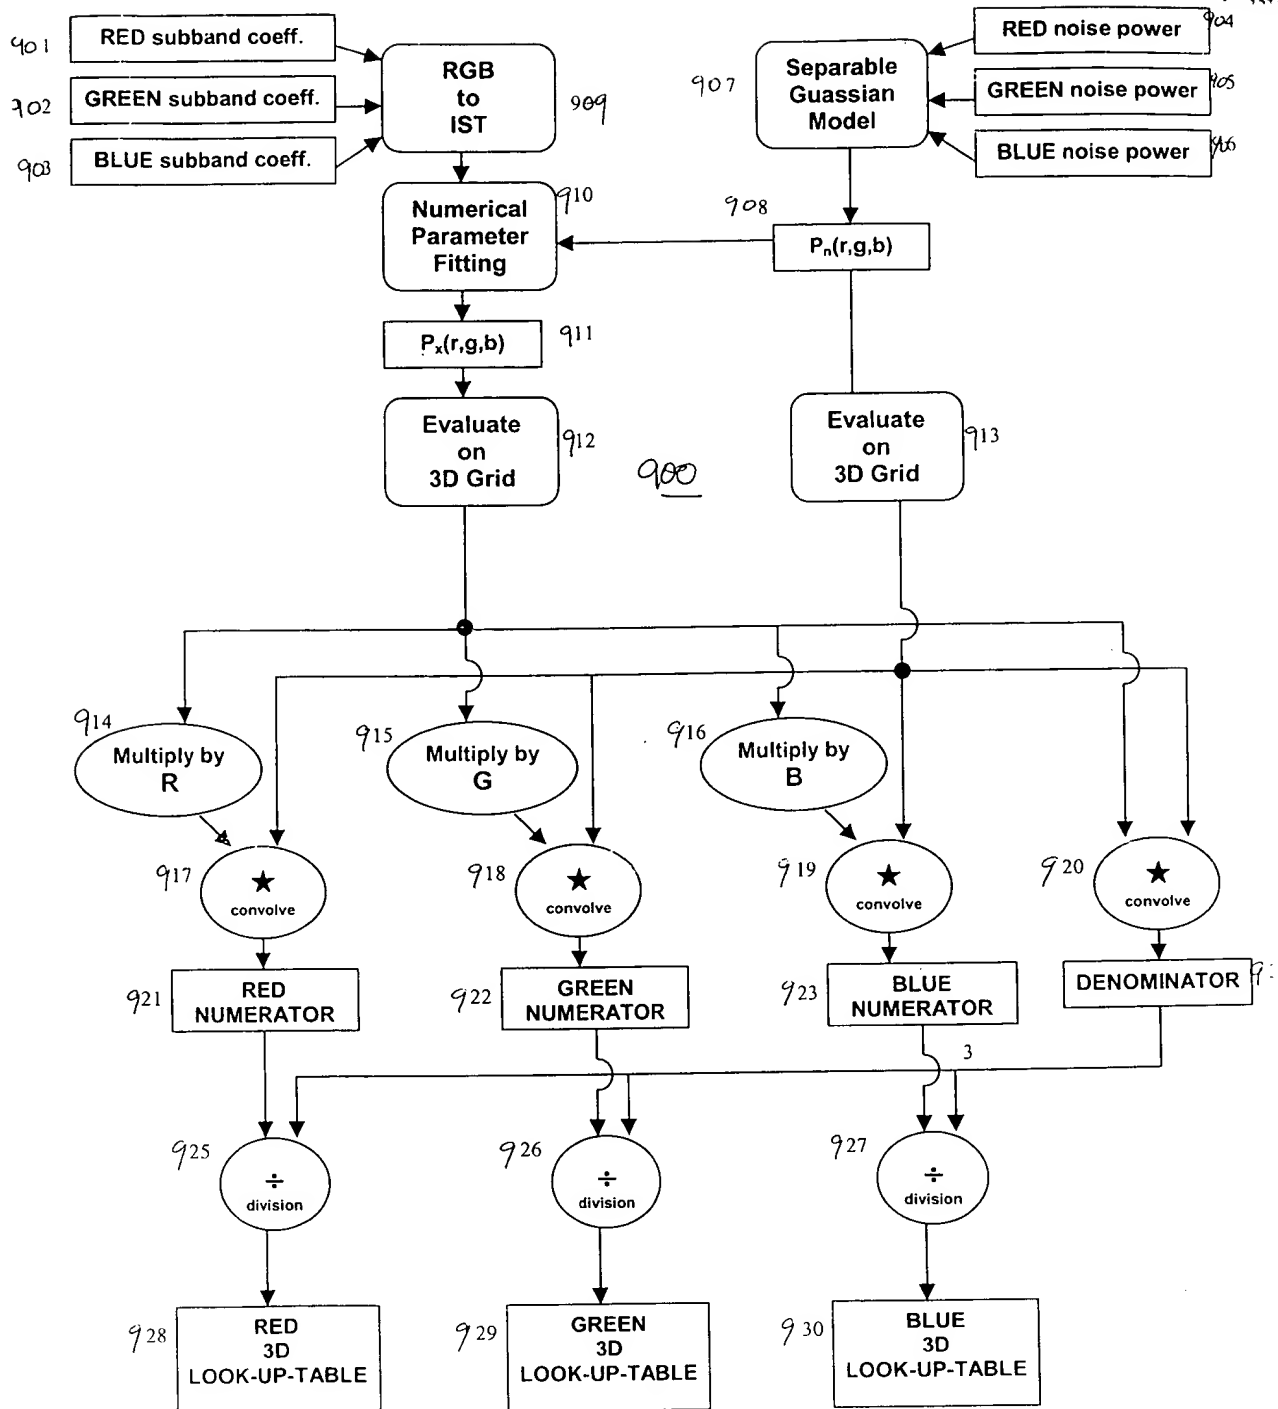 901
RED subband coeff.
902
GREEN subband coeff.
903
BLUE subband coeff.
RGB
to
IST
909
907
Separable
Guassian
Model
RED noise power
904
GREEN noise power
905
BLUE noise power
906
910
Numerical
Parameter
Fitting
908
Pn(r,g,b)
Px(r,g,b)
911
Evaluate
on
3D Grid
912
900
Evaluate
on
3D Grid
913
914
Multiply by
R
915
Multiply by
G
916
Multiply by
B
917
★
convolve
918
★
convolve
919
★
convolve
920
★
convolve
921
RED
NUMERATOR
922
GREEN
NUMERATOR
923
BLUE
NUMERATOR
DENOMINATOR
3
925
÷
division
926
÷
division
927
÷
division
928
RED
3D
LOOK-UP-TABLE
929
GREEN
3D
LOOK-UP-TABLE
930
BLUE
3D
LOOK-UP-TABLE